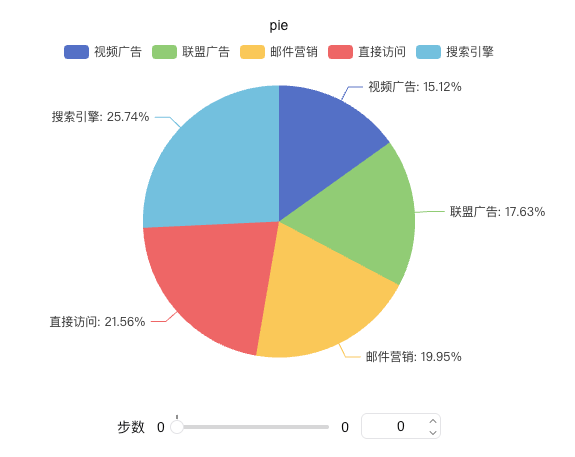 pie
视频广告 联盟广告 邮件营销 直接访问 搜索引擎
视频广告: 15.12%
搜索引擎: 25.74%
联盟广告: 17.63%
直接访问: 21.56%
邮件营销: 19.95%
步数 0 0 0